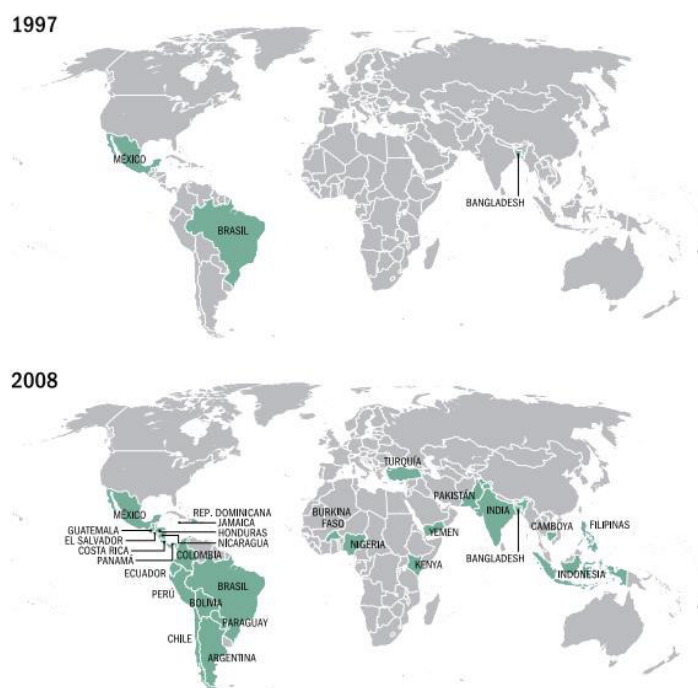 1997
MÉXICO
BRASIL
BANGLADESH
2008
TURQUÍA
MÉXICO
REP. DOMINICANA
JAMAICA
GUATEMALA
HONDURAS
EL SALVADOR
NICARAGUA
COSTA RICA
PANAMÁ
COLOMBIA
ECUADOR
PERÚ
BRASIL
BOLIVIA
PARAGUAY
CHILE
ARGENTINA
BURKINA
FASO
NIGERIA
KENYA
YEMEN
PAKISTÁN
INDIA
BANGLADESH
CAMBOYA
FILIPINAS
INDONESIA